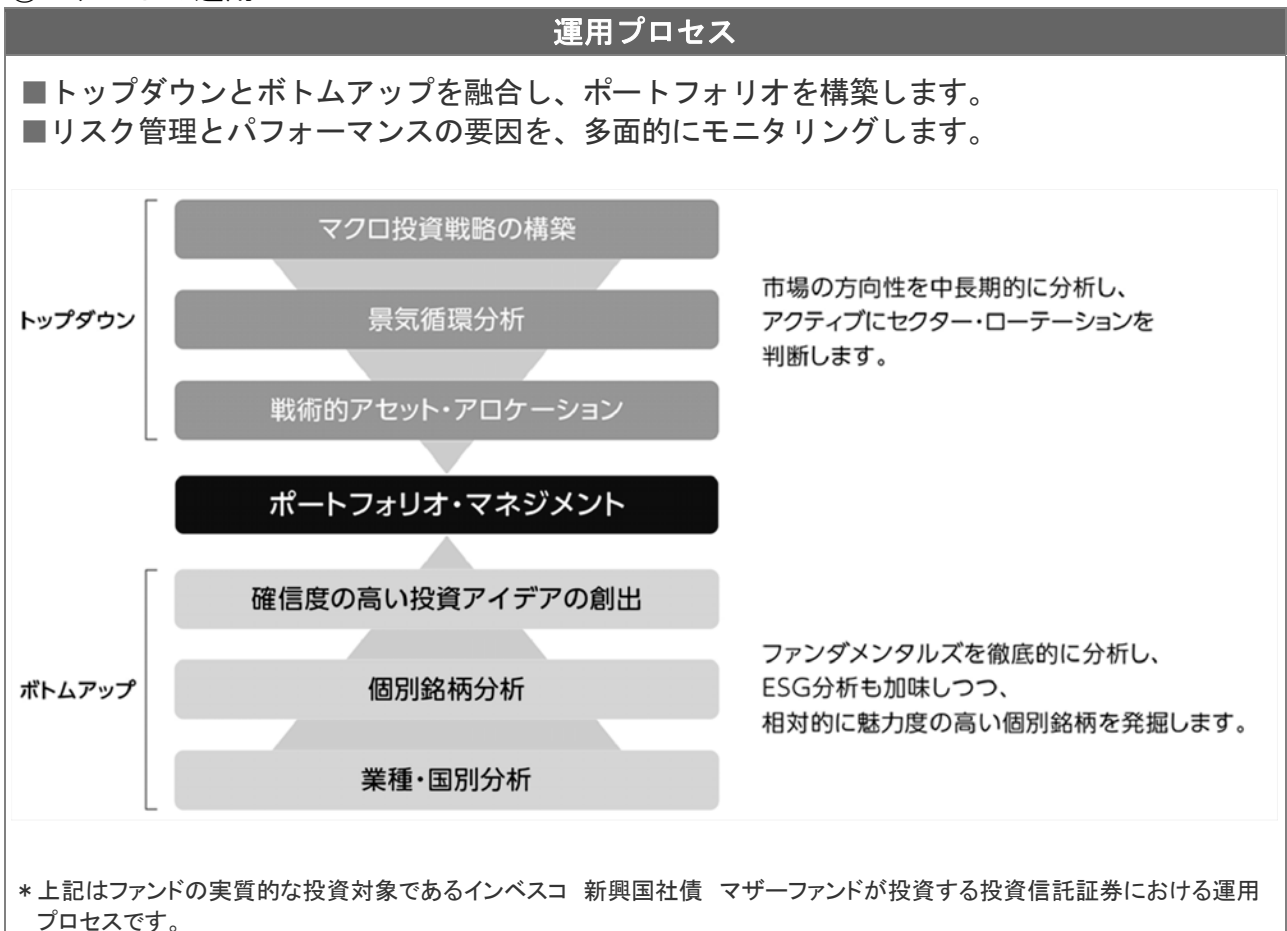 運用プロセス
■トップダウンとボトムアップを融合し、ポートフォリオを構築します。
■リスク管理とパフォーマンスの要因を、多面的にモニタリングします。
トップダウン
マクロ投資戦略の構築
景気循環分析
戦術的アセット・アロケーション
市場の方向性を中長期的に分析し、
アクティブにセクター・ローテーションを
判断します。
ポートフォリオ・マネジメント
ボトムアップ
確信度の高い投資アイデアの創出
個別銘柄分析
業種・国別分析
ファンダメンタルズを徹底的に分析し、
ESG分析も加味しつつ、
相対的に魅力度の高い個別銘柄を発掘します。
＊上記はファンドの実質的な投資対象であるインベスコ　新興国社債　マザーファンドが投資する投資信託証券における運用
プロセスです。